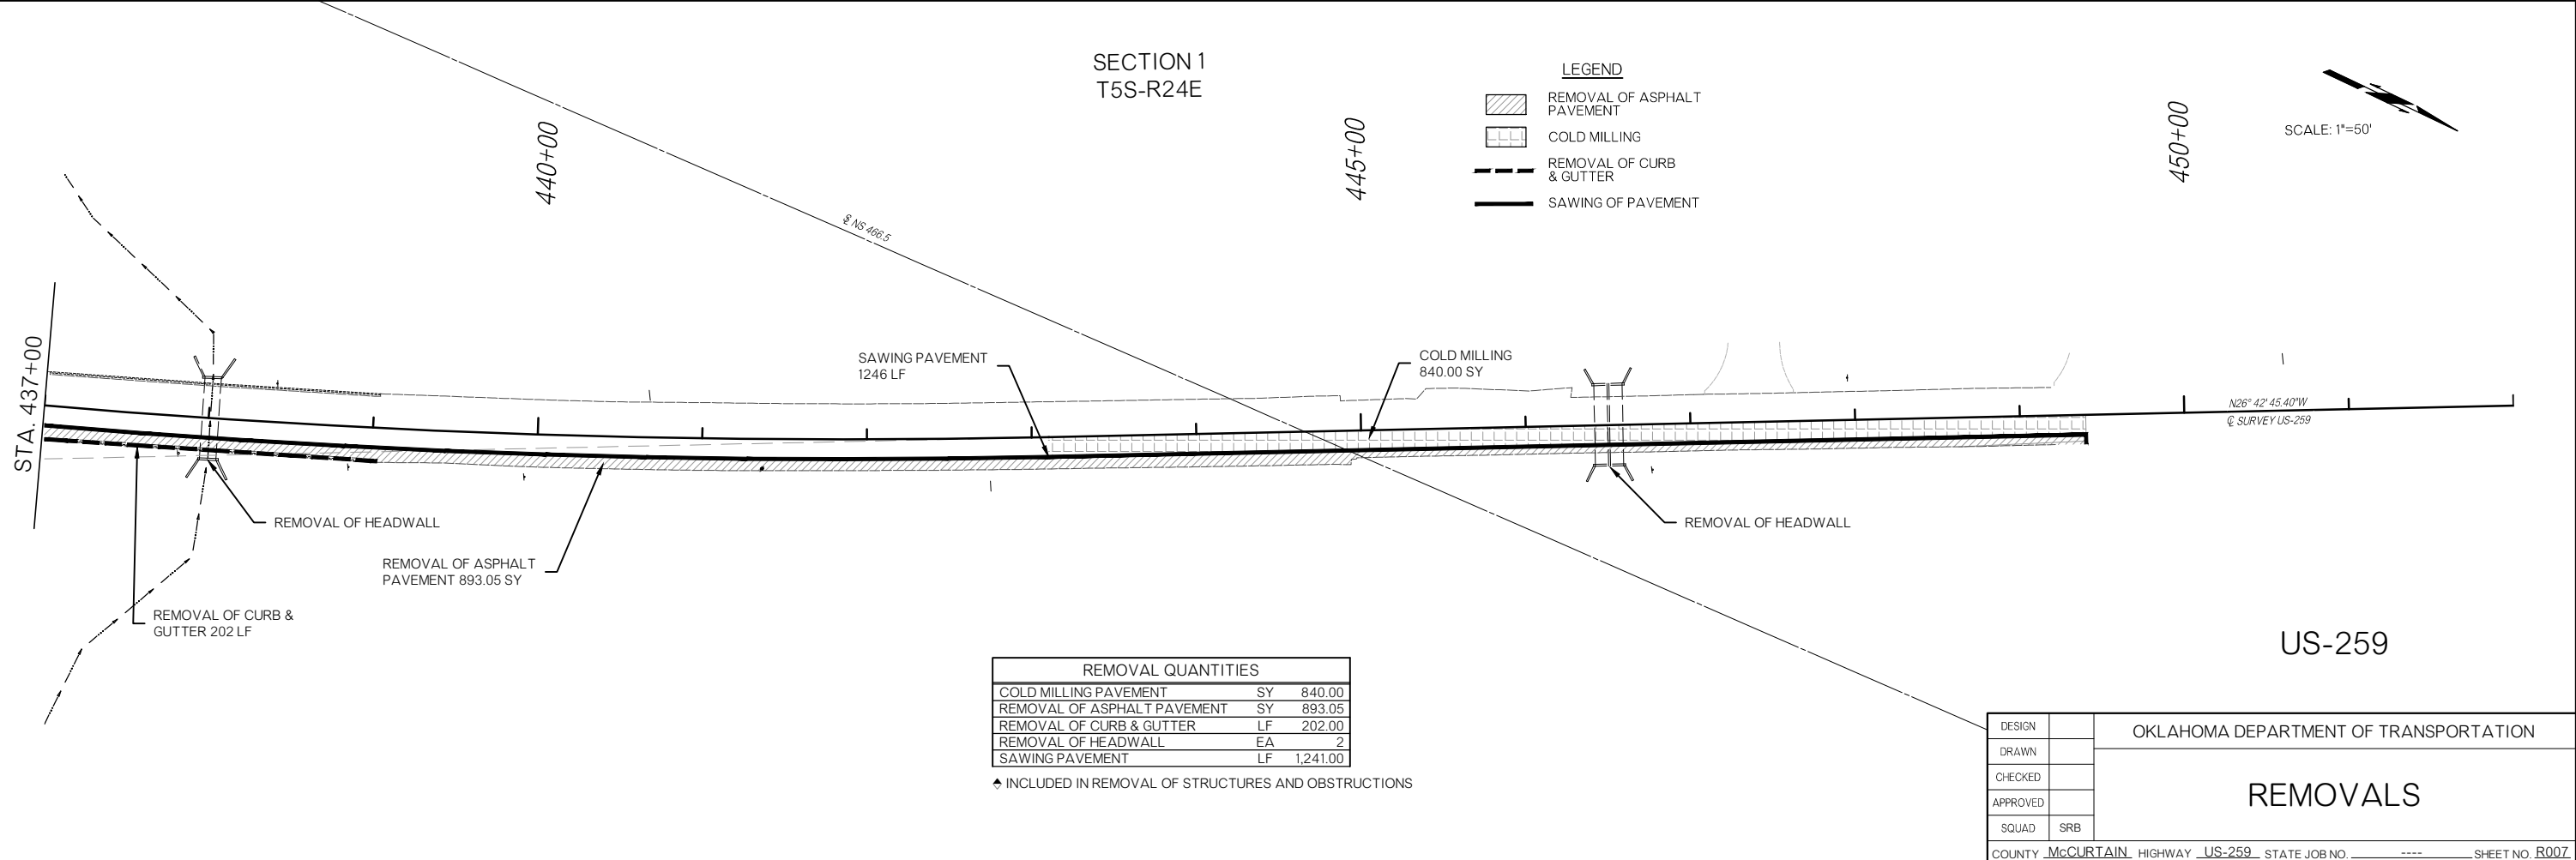 SECTION 1
T5S-R24E
LEGEND
REMOVAL OF ASPHALT
PAVEMENT
COLD MILLING
REMOVAL OF CURB
& GUTTER
SAWING OF PAVEMENT
SCALE: 1"=50'
440+00
445+00
450+00
℄ NS 466.5
STA. 437+00
SAWING PAVEMENT
1246 LF
COLD MILLING
840.00 SY
N26° 42' 45.40"W
℄ SURVEY US-259
REMOVAL OF HEADWALL
REMOVAL OF HEADWALL
REMOVAL OF ASPHALT
PAVEMENT 893.05 SY
REMOVAL OF CURB &
GUTTER 202 LF
US-259
REMOVAL QUANTITIES
COLD MILLING PAVEMENT SY 840.00
REMOVAL OF ASPHALT PAVEMENT SY 893.05
REMOVAL OF CURB & GUTTER LF 202.00
REMOVAL OF HEADWALL EA 2
SAWING PAVEMENT LF 1,241.00
INCLUDED IN REMOVAL OF STRUCTURES AND OBSTRUCTIONS
DESIGN
DRAWN
CHECKED
APPROVED
SQUAD SRB
OKLAHOMA DEPARTMENT OF TRANSPORTATION
REMOVALS
COUNTY McCURTAIN HIGHWAY US-259 STATE JOB NO. ---- SHEET NO. R007